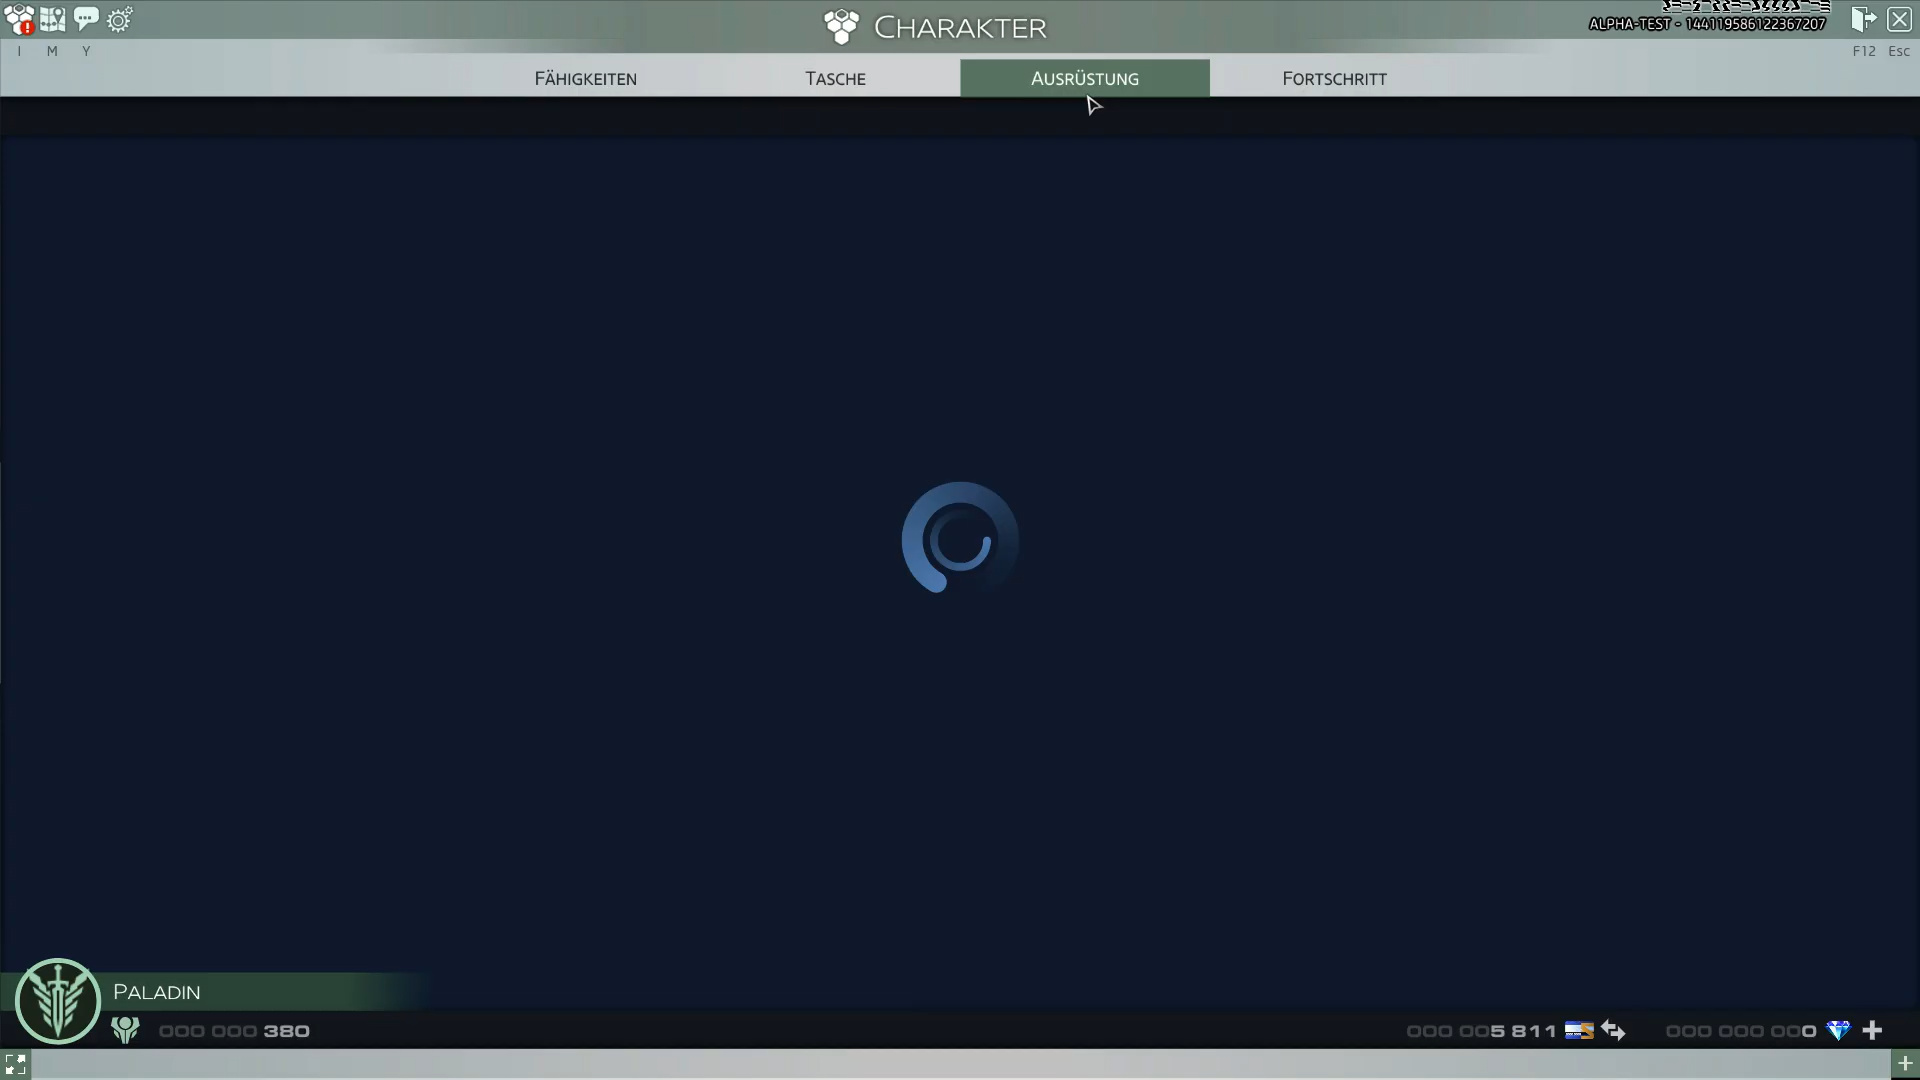 CHARAKTER
ALPHA-TEST - 144119586122367207
I M Y
F12 Esc
FÄHIGKEITEN TASCHE AUSRÜSTUNG FORTSCHRITT
PALADIN
000 000 380
000 005 811
000 000 000